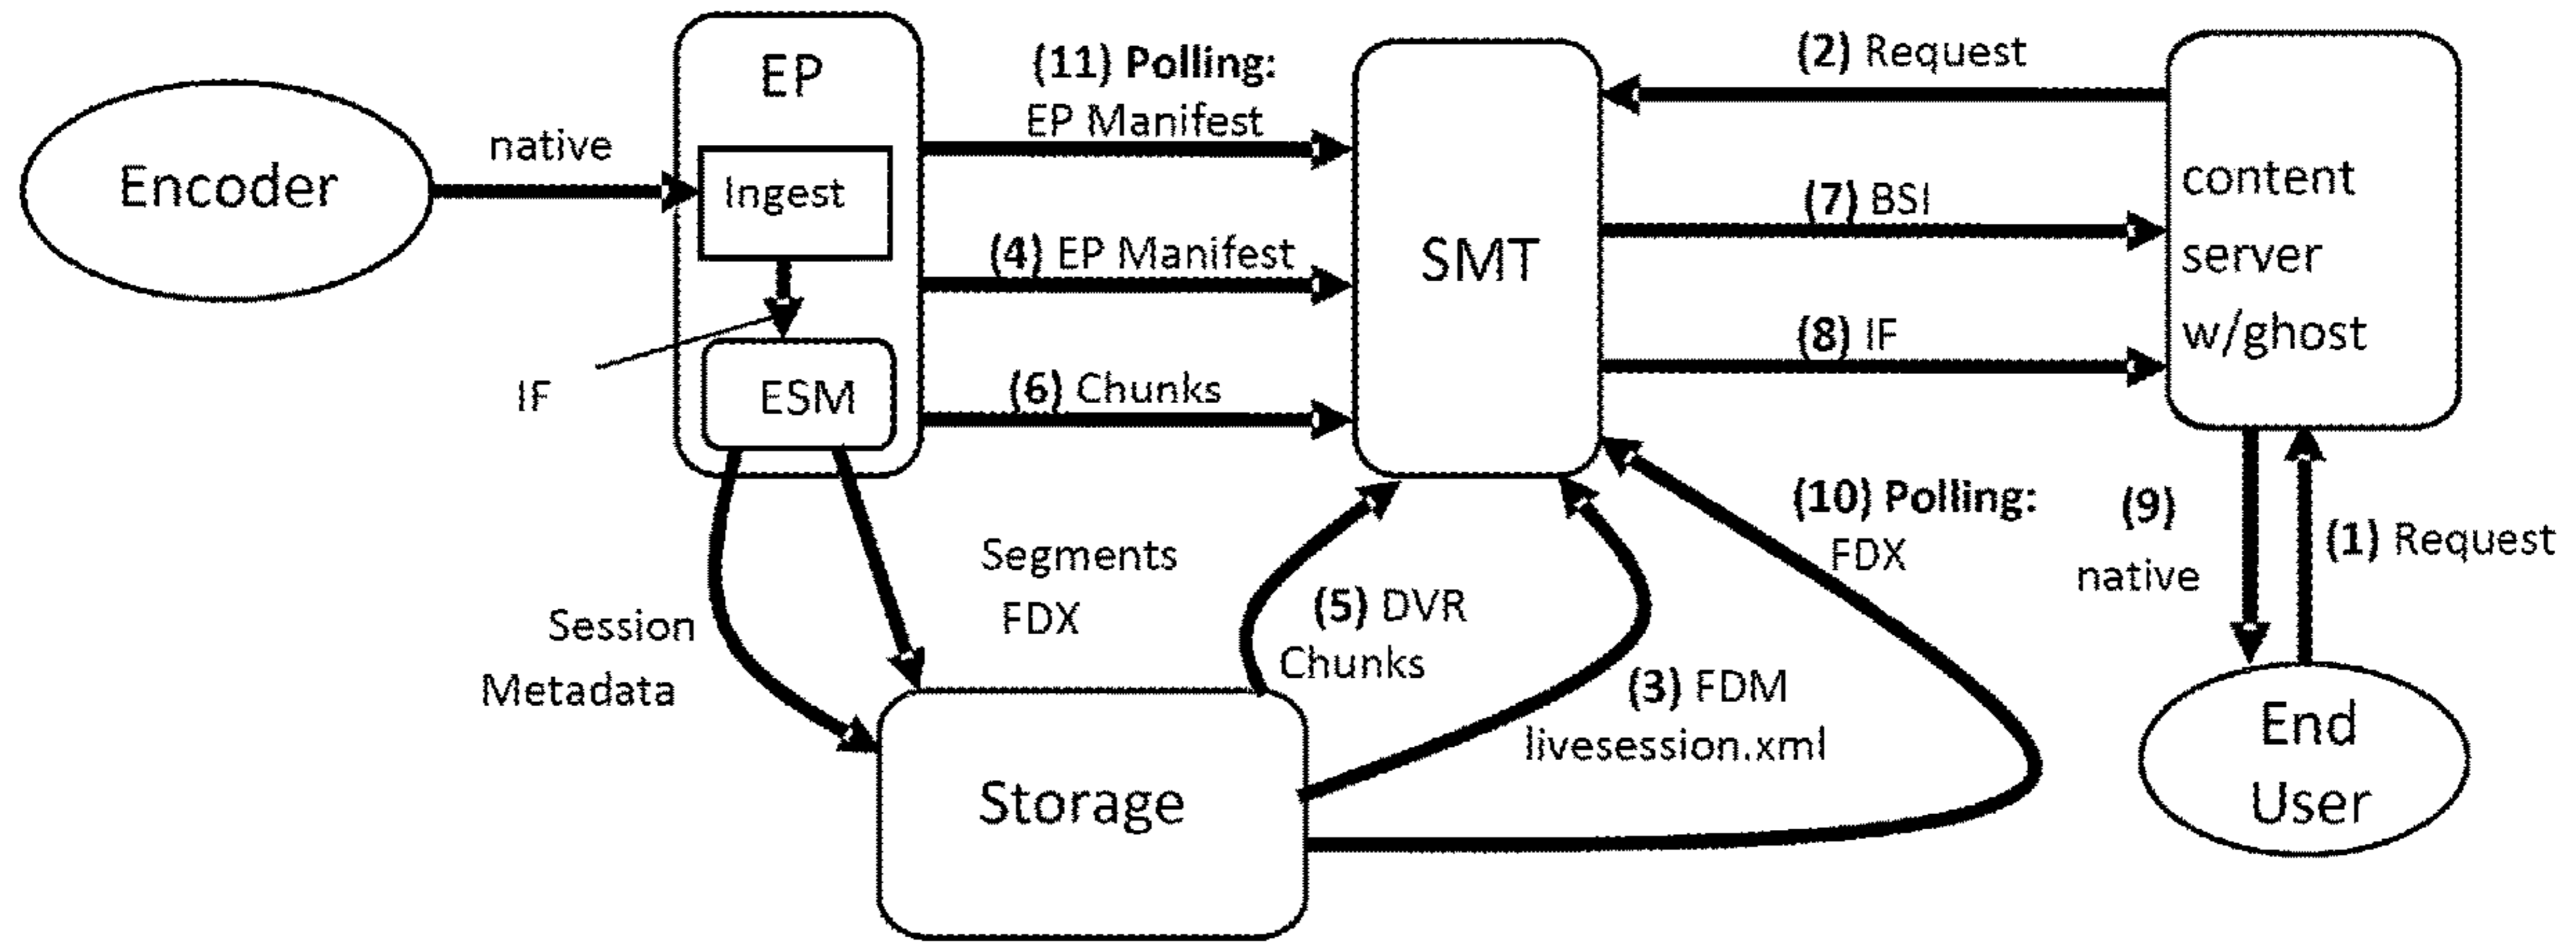 Encoder
native
EP
Ingest
IF
ESM
(11) Polling:
EP Manifest
(4) EP Manifest
(6) Chunks
SMT
(2) Request
(7) BSI
(8) IF
content
server
w/ghost
Session
Metadata
Segments
FDX
(5) DVR
Chunks
(3) FDM
livesession.xml
(10) Polling:
FDX
(9)
native
(1) Request
Storage
End
User